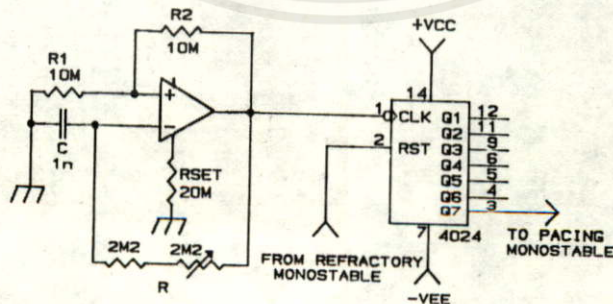 R2
10M
+VCC
R1
10M
14
+
1
CLK
Q1
12
Q2
11
-
2
RST
Q3
9
C
1n
Q4
6
RSET
20M
Q5
5
Q6
4
Q7
3
2M2
2M2
7
4024
TO PACING
MONOSTABLE
R
FROM REFRACTORY
MONOSTABLE
-VEE